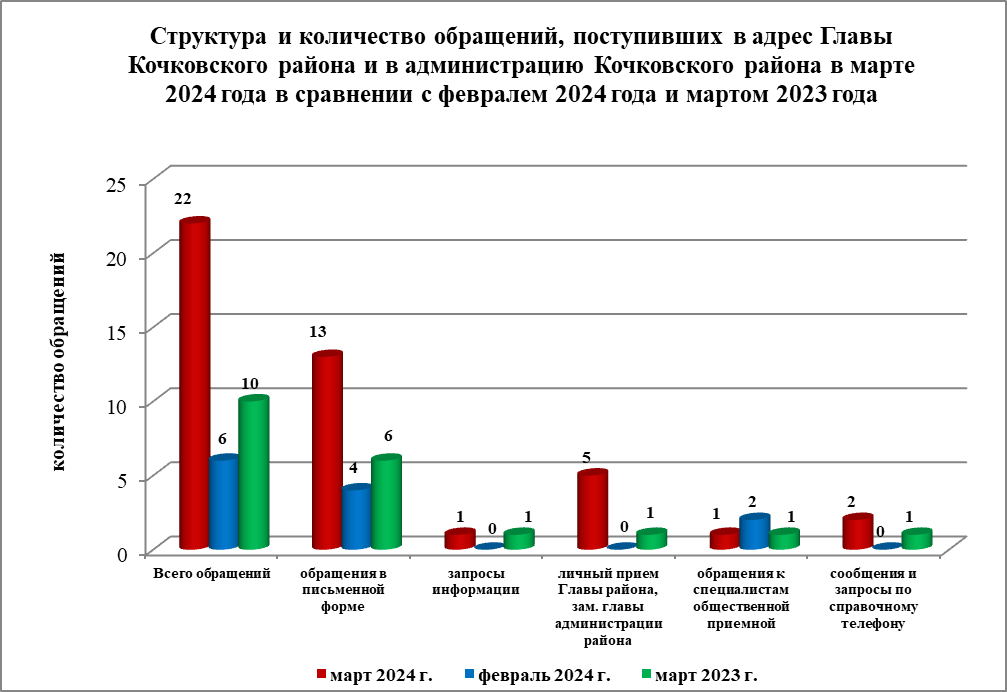 Структура и количество обращений, поступивших в адрес Главы
Кочковского района и в администрацию Кочковского района в марте
2024 года в сравнении с февралем 2024 года и мартом 2023 года
количество обращений
25
20
15
10
5
0
22
6
10
13
4
6
1
0
1
5
0
1
1
2
1
2
0
1
Всего обращений
обращения в
письменной
форме
запросы
информации
личный прием
Главы района,
зам. главы
администрации
района
обращения к
специалистам
общественной
приемной
сообщения и
запросы по
справочному
телефону
март 2024 г.
февраль 2024 г.
март 2023 г.